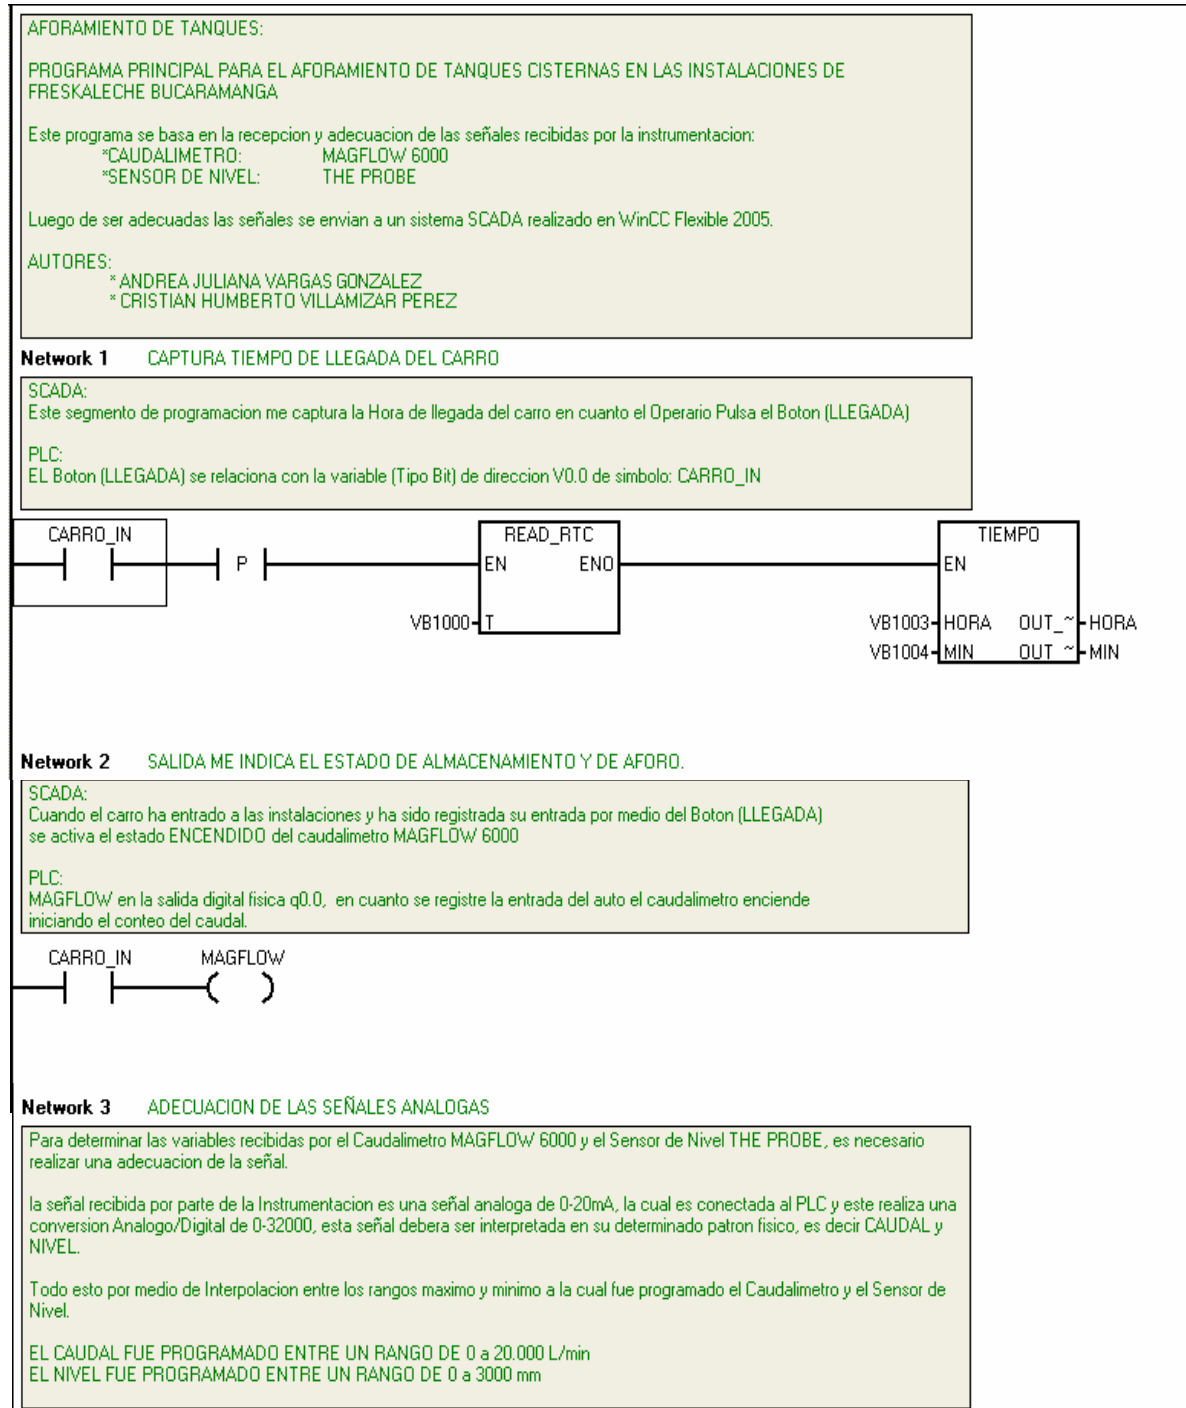 AFORAMIENTO DE TANQUES:
PROGRAMA PRINCIPAL PARA EL AFORAMIENTO DE TANQUES CISTERNAS EN LAS INSTALACIONES DE
FRESKALECHE BUCARAMANGA
Este programa se basa en la recepcion y adecuacion de las señales recibidas por la instrumentacion:
*CAUDALIMETRO: MAGFLOW 6000
*SENSOR DE NIVEL: THE PROBE
Luego de ser adecuadas las señales se envian a un sistema SCADA realizado en WinCC Flexible 2005.
AUTORES:
* ANDREA JULIANA VARGAS GONZALEZ
* CRISTIAN HUMBERTO VILLAMIZAR PEREZ
Network 1 CAPTURA TIEMPO DE LLEGADA DEL CARRO
SCADA:
Este segmento de programacion me captura la Hora de llegada del carro en cuanto el Operario Pulsa el Boton (LLEGADA)
PLC:
EL Boton (LLEGADA) se relaciona con la variable (Tipo Bit) de direccion V0.0 de simbolo: CARRO_IN
CARRO_IN READ_RTC TIEMPO
P EN ENO EN
VB1000 T VB1003 HORA OUT_~ HORA
VB1004 MIN OUT_~ MIN
Network 2 SALIDA ME INDICA EL ESTADO DE ALMACENAMIENTO Y DE AFORO.
SCADA:
Cuando el carro ha entrado a las instalaciones y ha sido registrada su entrada por medio del Boton (LLEGADA)
se activa el estado ENCENDIDO del caudalimetro MAGFLOW 6000
PLC:
MAGFLOW en la salida digital fisica q0.0, en cuanto se registre la entrada del auto el caudalimetro enciende
iniciando el conteo del caudal.
CARRO_IN MAGFLOW
Network 3 ADECUACION DE LAS SEÑALES ANALOGAS
Para determinar las variables recibidas por el Caudalimetro MAGFLOW 6000 y el Sensor de Nivel THE PROBE, es necesario
realizar una adecuacion de la señal.
la señal recibida por parte de la Instrumentacion es una señal analoga de 0-20mA, la cual es conectada al PLC y este realiza una
conversion Analogo/Digital de 0-32000, esta señal debera ser interpretada en su determinado patron fisico, es decir CAUDAL y
NIVEL.
Todo esto por medio de Interpolacion entre los rangos maximo y minimo a la cual fue programado el Caudalimetro y el Sensor de
Nivel.
EL CAUDAL FUE PROGRAMADO ENTRE UN RANGO DE 0 a 20.000 L/min
EL NIVEL FUE PROGRAMADO ENTRE UN RANGO DE 0 a 3000 mm